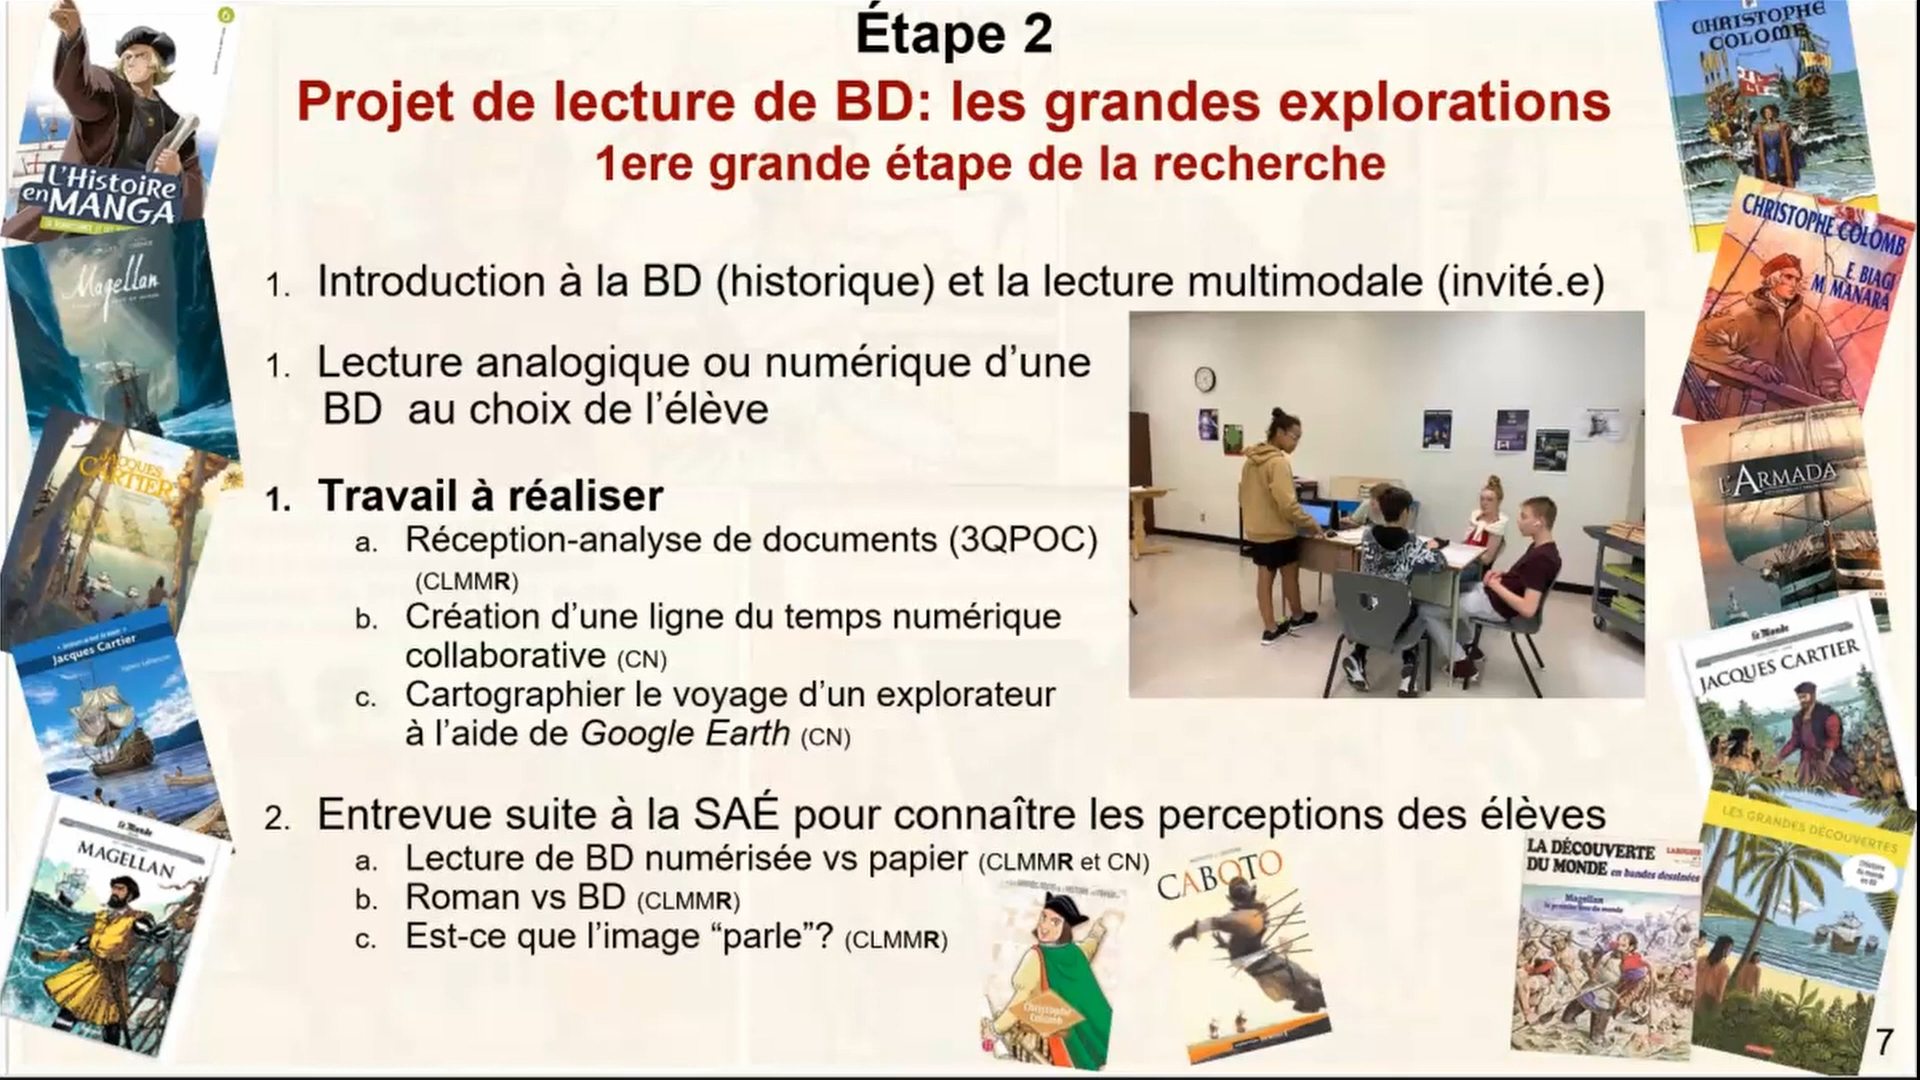 Étape 2
Projet de lecture de BD: les grandes explorations
1ere grande étape de la recherche
1. Introduction à la BD (historique) et la lecture multimodale (invité.e)
1. Lecture analogique ou numérique d’une
BD au choix de l’élève
1. Travail à réaliser
a. Réception-analyse de documents (3QPOC)
(CLMMR)
b. Création d’une ligne du temps numérique
collaborative (CN)
c. Cartographier le voyage d’un explorateur
à l’aide de Google Earth (CN)
2. Entrevue suite à la SAÉ pour connaître les perceptions des élèves
a. Lecture de BD numérisée vs papier (CLMMR et CN)
b. Roman vs BD (CLMMR)
c. Est-ce que l’image “parle”? (CLMMR)
L'HISTOIRE
en MANGA
Magellan
JACQUES
CARTIER
Jacques Cartier
Le Monde
MAGELLAN
Christophe
Colomb
CABOTO
LA DÉCOUVERTE
DU MONDE en bandes dessinées
LAROUSSE
Magellan
CHRISTOPHE
COLOMB
CHRISTOPHE COLOMB
E. BIAGI
M. MANARA
L'ARMADA
Le Monde
JACQUES CARTIER
LES GRANDES DÉCOUVERTES
7